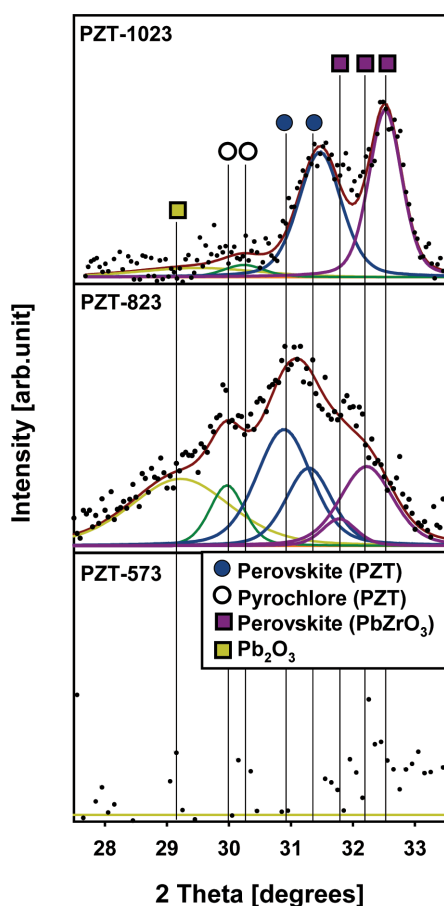 PZT-1023
PZT-823
Intensity [arb.unit]
PZT-573
Perovskite (PZT)
Pyrochlore (PZT)
Perovskite (PbZrO₃)
Pb₂O₃
28 29 30 31 32 33
2 Theta [degrees]